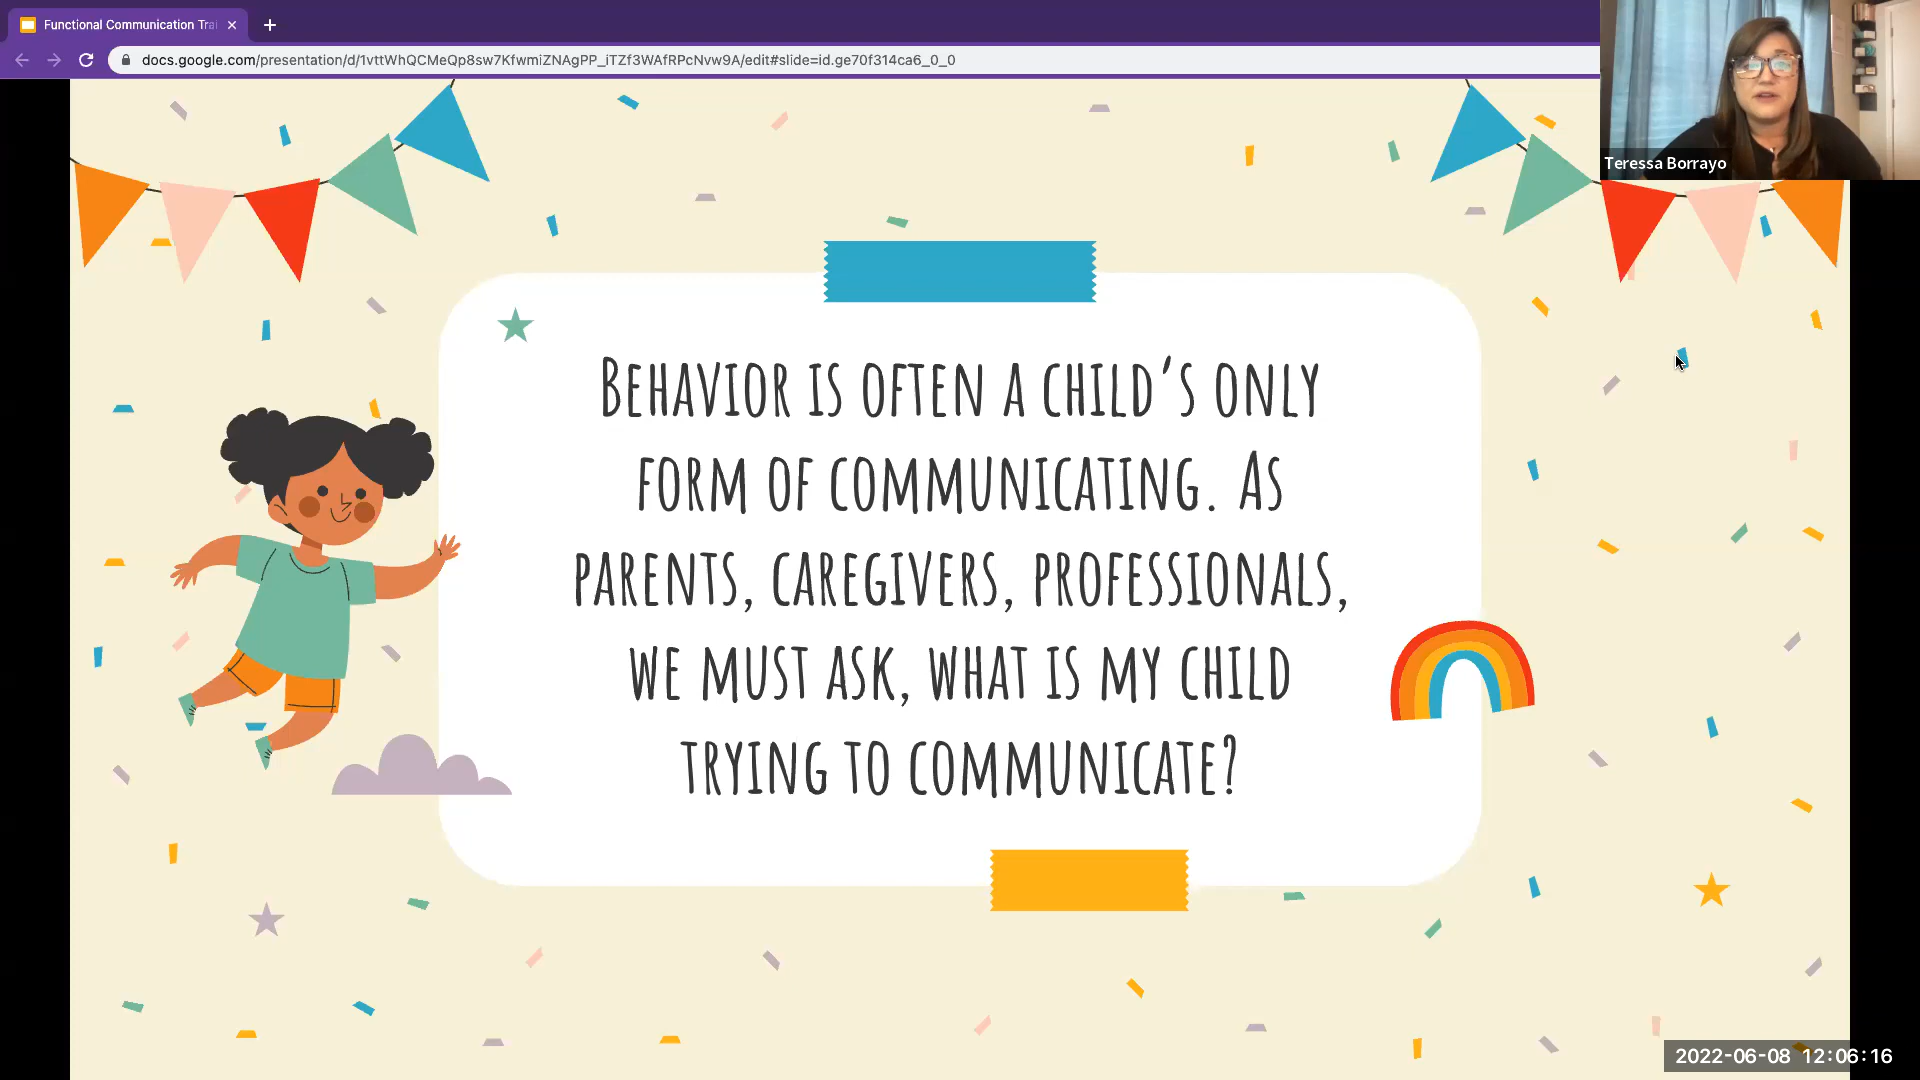 Functional Communication Trai
docs.google.com/presentation/d/1vttWhQCMeQp8sw7KfwmiZNAgPP_iTZf3WAfRPcNvw9A/edit#slide=id.ge70f314ca6_0_0
Teressa Borrayo
Behavior is often a child's only
form of communicating. As
parents, caregivers, professionals,
we must ask, what is my child
trying to communicate?
2022-06-08 12:06:16